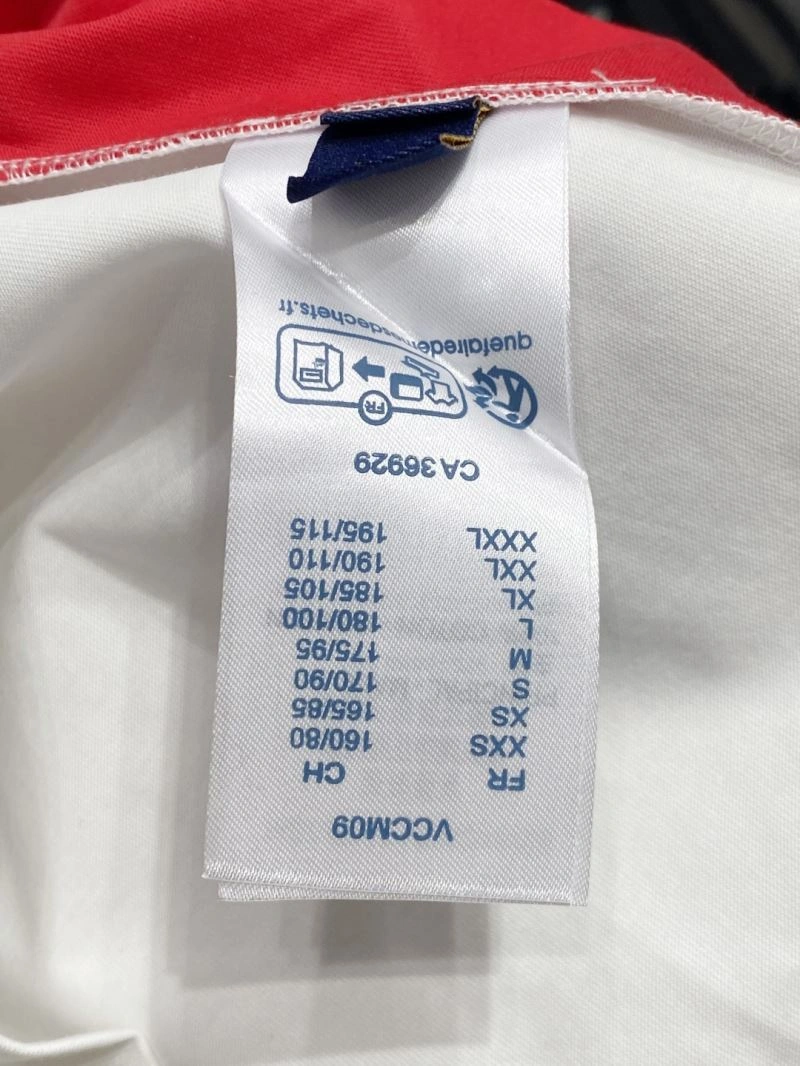 VCCM09
FR CH
XXS 160/80
XS 165/85
S 170/90
M 175/95
L 180/100
XL 185/105
XXL 190/110
XXXL 195/115
CA 36929
FR
quefairedemesdechets.fr